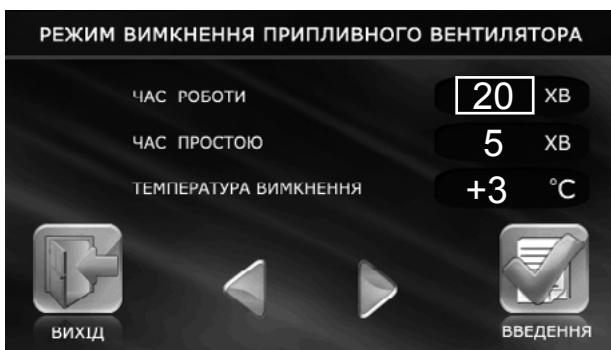 РЕЖИМ ВИМКНЕННЯ ПРИПЛИВНОГО ВЕНТИЛЯТОРА
ЧАС РОБОТИ 20 ХВ
ЧАС ПРОСТОЮ 5 ХВ
ТЕМПЕРАТУРА ВИМКНЕННЯ +3 °C
ВИХІД ВВЕДЕННЯ